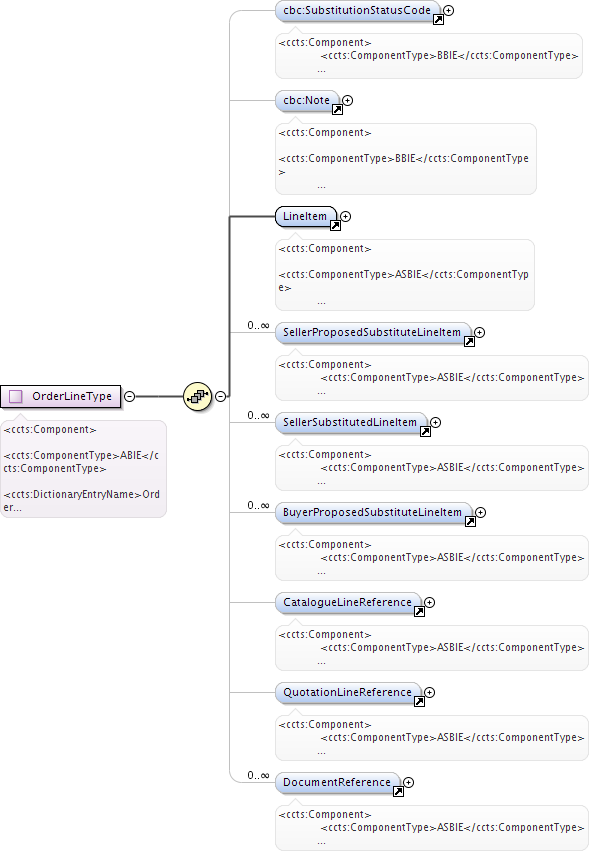 cbc:SubstitutionStatusCode
<ccts:Component>
<ccts:ComponentType>BBIE</ccts:ComponentType>
...
cbc:Note
<ccts:Component>
<ccts:ComponentType>BBIE</ccts:ComponentType
>
...
LineItem
<ccts:Component>
<ccts:ComponentType>ASBIE</ccts:ComponentTyp
e>
...
0..∞
SellerProposedSubstituteLineItem
<ccts:Component>
<ccts:ComponentType>ASBIE</ccts:ComponentType>
...
OrderLineType
<ccts:Component>
<ccts:ComponentType>ABIE</c
cts:ComponentType>
<ccts:DictionaryEntryName>Ord
er...
0..∞
SellerSubstitutedLineItem
<ccts:Component>
<ccts:ComponentType>ASBIE</ccts:ComponentType>
...
0..∞
BuyerProposedSubstituteLineItem
<ccts:Component>
<ccts:ComponentType>ASBIE</ccts:ComponentType>
...
CatalogueLineReference
<ccts:Component>
<ccts:ComponentType>ASBIE</ccts:ComponentType>
...
QuotationLineReference
<ccts:Component>
<ccts:ComponentType>ASBIE</ccts:ComponentType>
...
0..∞
DocumentReference
<ccts:Component>
<ccts:ComponentType>ASBIE</ccts:ComponentType>
...